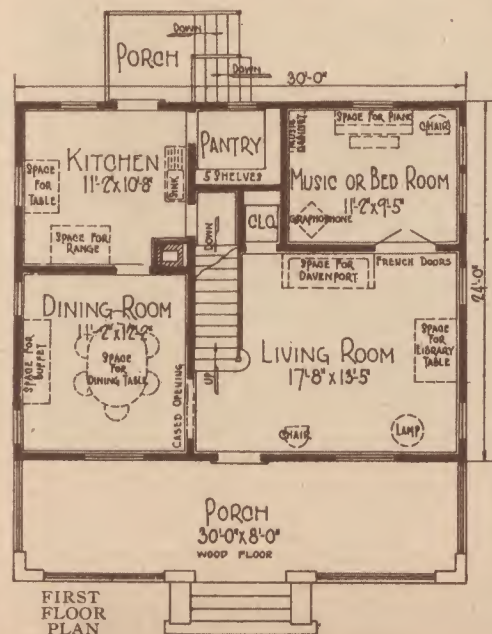 PORCH
DOWN
DOWN
30'-0"
KITCHEN
11'-2"x10'-8"
SPACE
FOR
TABLE
SINK
SPACE FOR
RANGE
PANTRY
5 SHELVES
MUSIC
CABINET
SPACE FOR PIANO
CHAIR
MUSIC OR BED ROOM
11'-2"x9'-5"
GRAPHOPHONE
CLO.
DOWN
FRENCH DOORS
24'-0"
DINING ROOM
11'-2"x12'-2"
SPACE
FOR
BUFFET
SPACE
FOR
DINING TABLE
CASED OPENING
UP
SPACE FOR
DAVENPORT
LIVING ROOM
17'-8"x13'-5"
SPACE
FOR
LIBRARY
TABLE
CHAIR
LAMP
PORCH
30'-0"x8'-0"
WOOD FLOOR
FIRST
FLOOR
PLAN